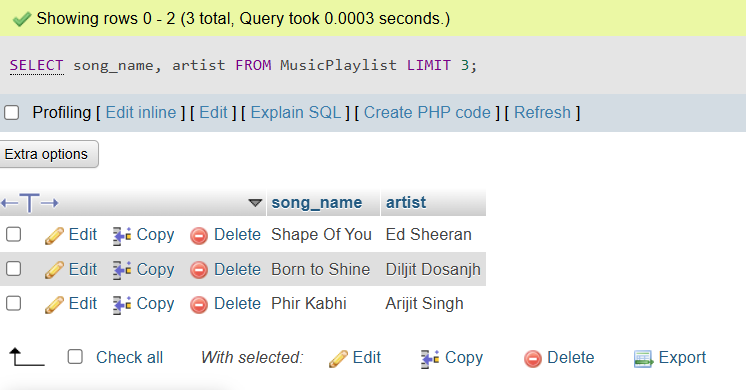 Showing rows 0 - 2 (3 total, Query took 0.0003 seconds.)
SELECT song_name, artist FROM MusicPlaylist LIMIT 3;
Profiling [ Edit inline ] [ Edit ] [ Explain SQL ] [ Create PHP code ] [ Refresh ]
Extra options
song_name artist
Edit Copy Delete Shape Of You Ed Sheeran
Edit Copy Delete Born to Shine Diljit Dosanjh
Edit Copy Delete Phir Kabhi Arijit Singh
Check all With selected: Edit Copy Delete Export